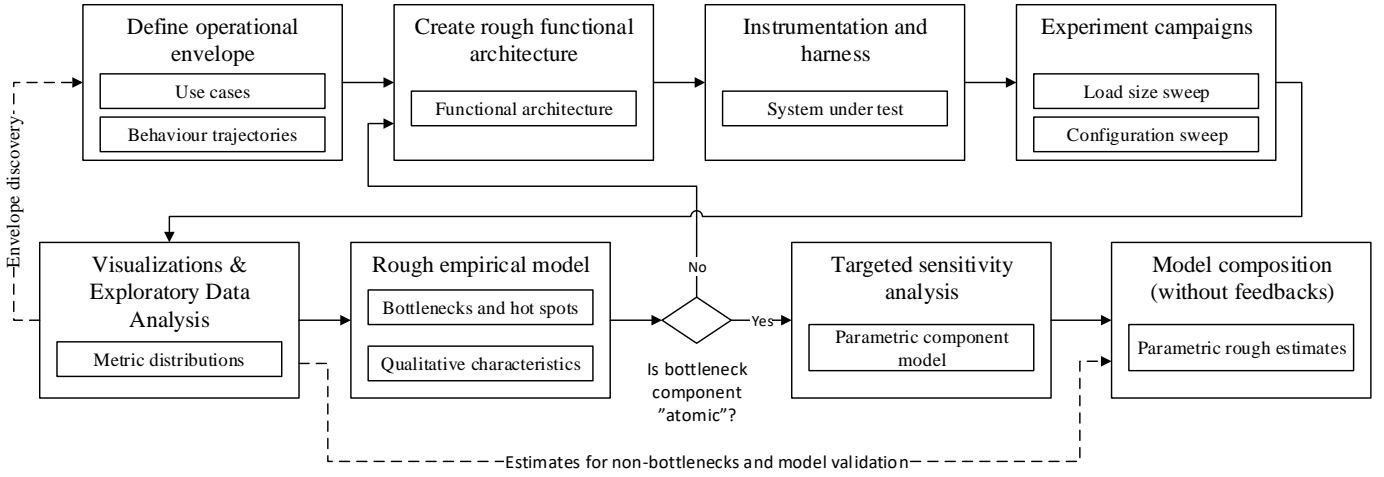 Define operational
envelope
Use cases
Behaviour trajectories
Create rough functional
architecture
Functional architecture
Instrumentation and
harness
System under test
Experiment campaigns
Load size sweep
Configuration sweep
Envelope discovery
Visualizations &
Exploratory Data
Analysis
Metric distributions
Rough empirical model
Bottlenecks and hot spots
Qualitative characteristics
No
Yes
Is bottleneck
component
”atomic”?
Targeted sensitivity
analysis
Parametric component
model
Model composition
(without feedbacks)
Parametric rough estimates
Estimates for non-bottlenecks and model validation